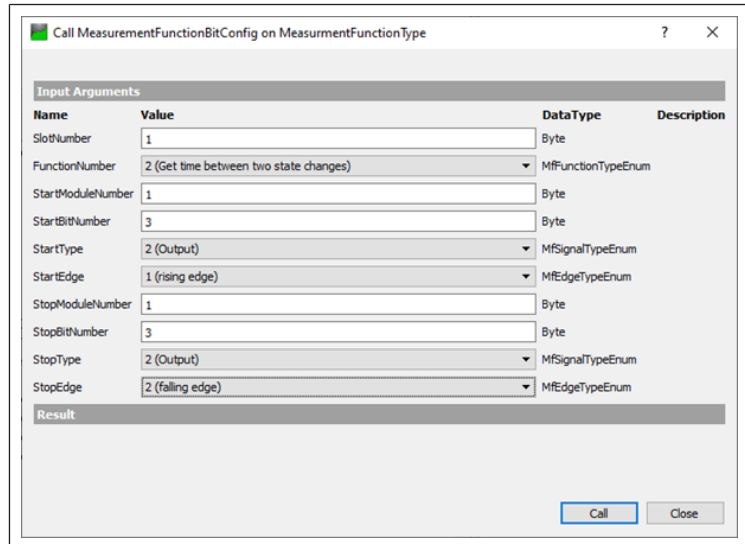 Call MeasurementFunctionBitConfig on MeasurmentFunctionType ? ×
Input Arguments
Name Value DataType Description
SlotNumber 1 Byte
FunctionNumber 2 (Get time between two state changes) MfFunctionTypeEnum
StartModuleNumber 1 Byte
StartBitNumber 3 Byte
StartType 2 (Output) MfSignalTypeEnum
StartEdge 1 (rising edge) MfEdgeTypeEnum
StopModuleNumber 1 Byte
StopBitNumber 3 Byte
StopType 2 (Output) MfSignalTypeEnum
StopEdge 2 (falling edge) MfEdgeTypeEnum
Result
Call Close